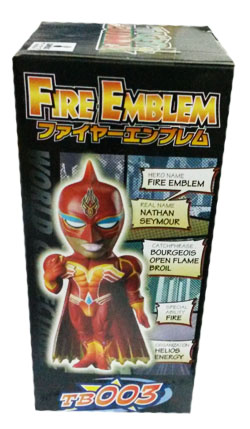 FIRE EMBLEM
ファイヤーエンブレム
HERO NAME
FIRE EMBLEM
REAL NAME
NATHAN
SEYMOUR
CATCHPHRASE
BOURGEOIS
OPEN FLAME
BROIL
SPECIAL
ABILITY
FIRE
ORGANIZATION
HELIOS
ENERGY
TB003